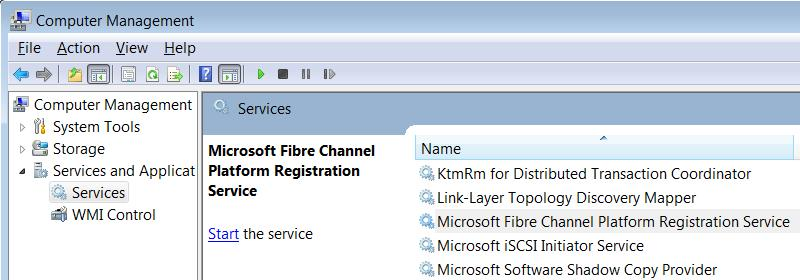 Computer Management
File Action View Help
Computer Management
System Tools
Storage
Services and Applicat
Services
WMI Control
Services
Microsoft Fibre Channel
Platform Registration
Service
Start the service
Name
KtmRm for Distributed Transaction Coordinator
Link-Layer Topology Discovery Mapper
Microsoft Fibre Channel Platform Registration Service
Microsoft iSCSI Initiator Service
Microsoft Software Shadow Copy Provider